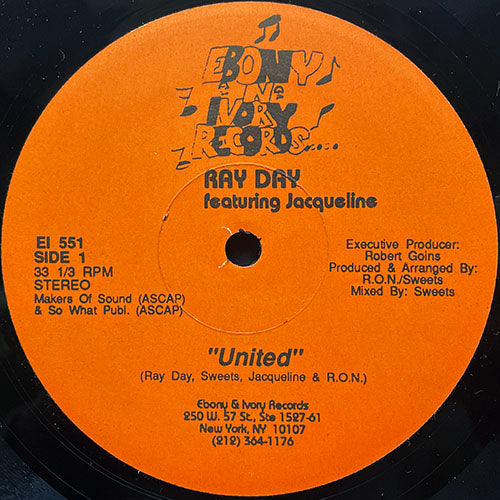 EBONY
"N"
IVORY
RECORDS.....
RAY DAY
featuring Jacqueline
EI 551
SIDE 1
33 1/3 RPM
STEREO
Makers Of Sound (ASCAP)
& So What Publ. (ASCAP)
Executive Producer:
Robert Goins
Produced & Arranged By:
R.O.N./Sweets
Mixed By: Sweets
"United"
(Ray Day, Sweets, Jacqueline & R.O.N.)
Ebony & Ivory Records
250 W. 57 St., Ste 1527-61
New York, NY 10107
(212) 364-1176